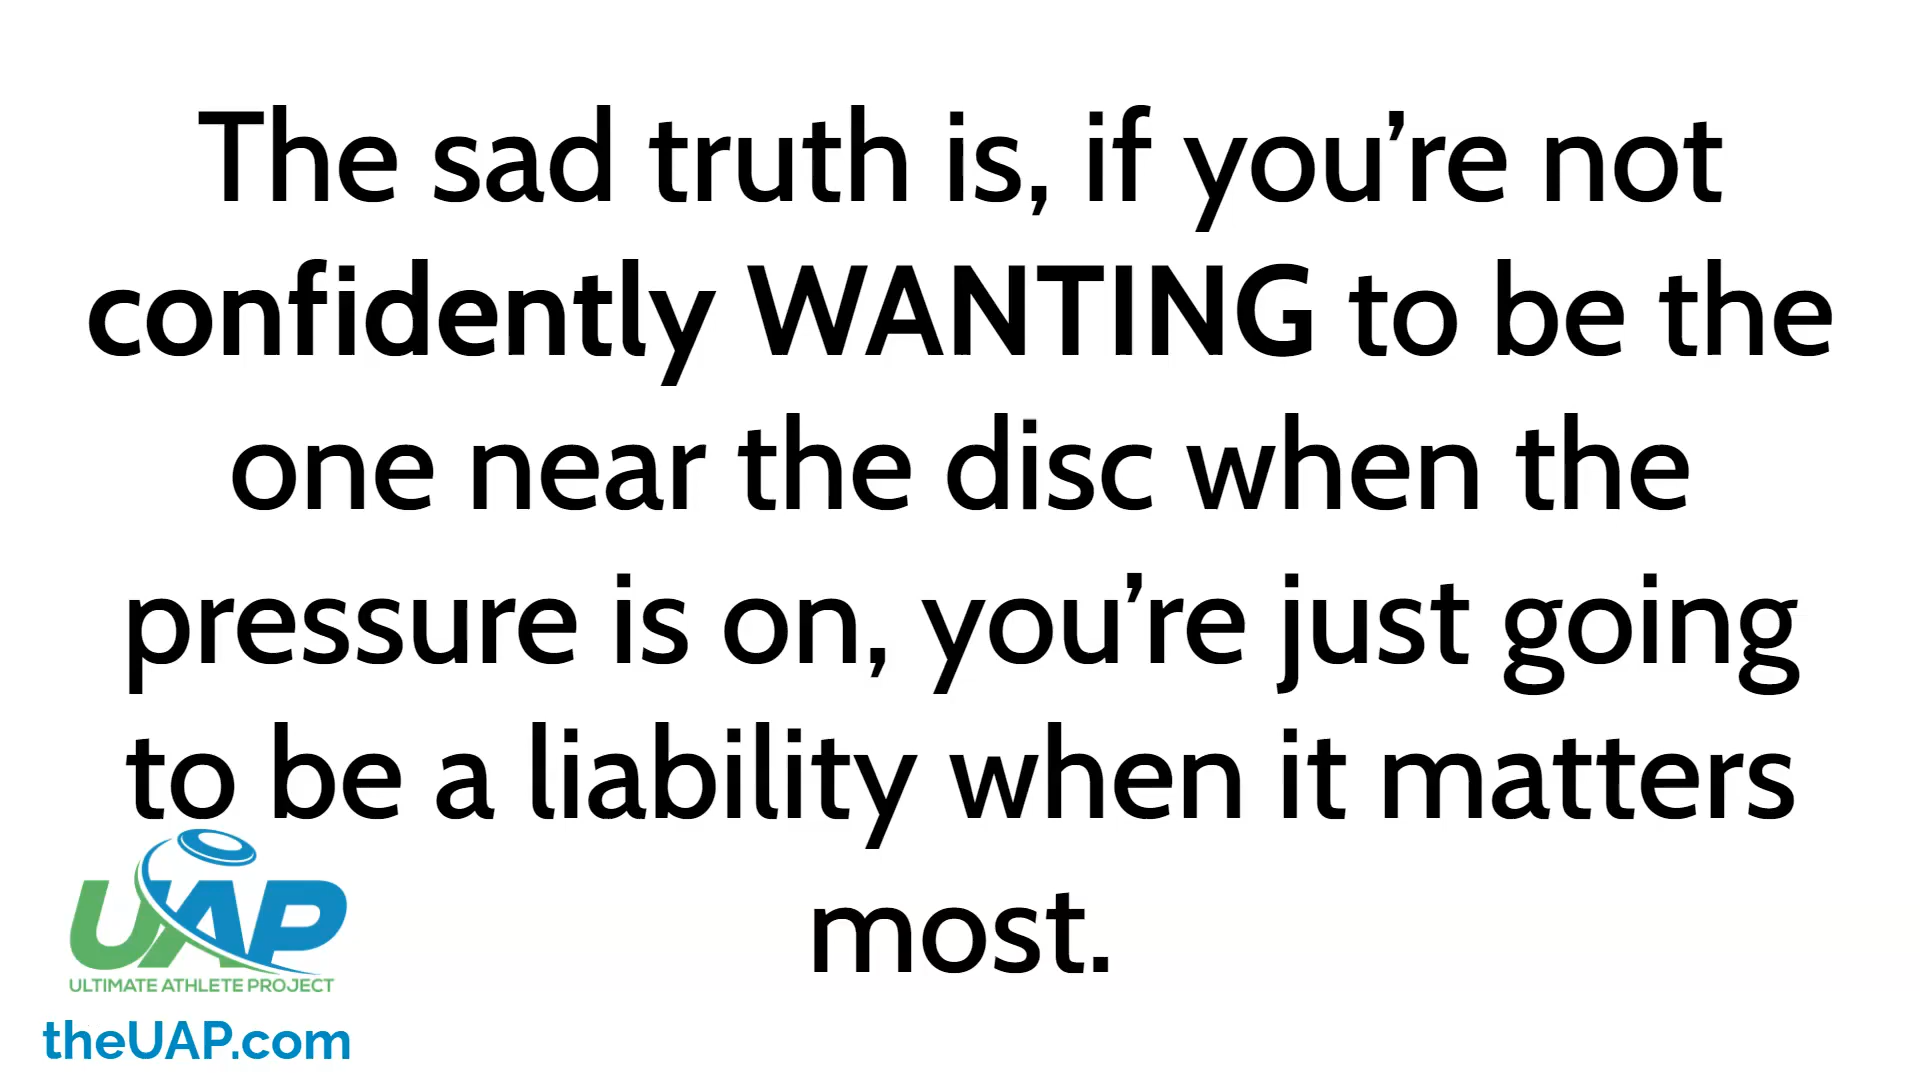 The sad truth is, if you’re not
confidently WANTING to be the
one near the disc when the
pressure is on, you’re just going
to be a liability when it matters
most.
UAP
ULTIMATE ATHLETE PROJECT
theUAP.com